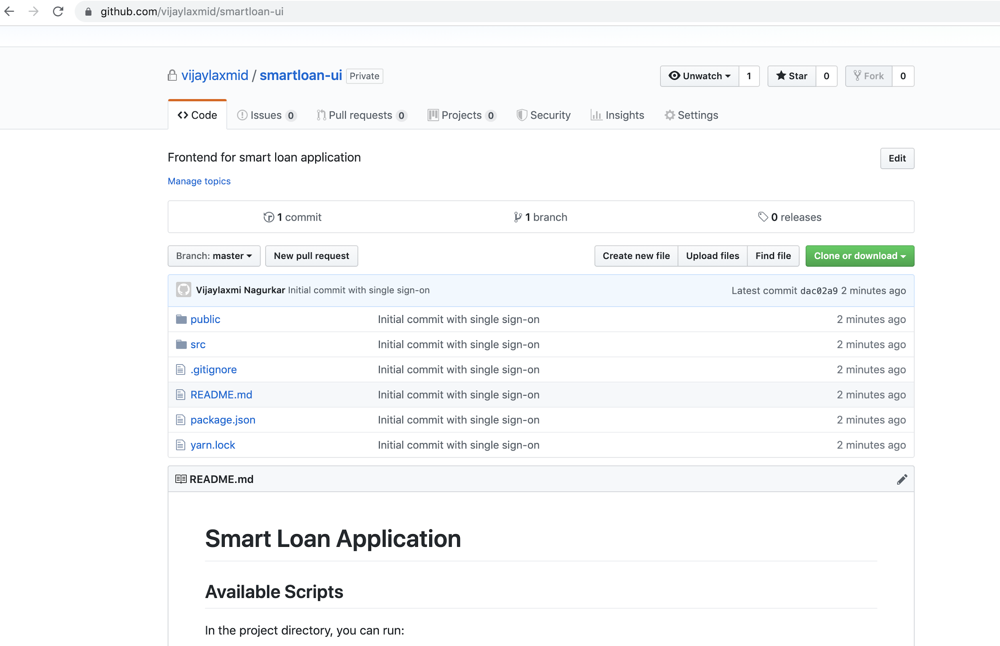 github.com/vijaylaxmid/smartloan-ui
vijaylaxmid / smartloan-ui Private
Unwatch 1 Star 0 Fork 0
Code Issues 0 Pull requests 0 Projects 0 Security Insights Settings
Frontend for smart loan application Edit
Manage topics
1 commit 1 branch 0 releases
Branch: master New pull request Create new file Upload files Find file Clone or download
Vijaylaxmi Nagurkar Initial commit with single sign-on Latest commit dac02a9 2 minutes ago
public Initial commit with single sign-on 2 minutes ago
src Initial commit with single sign-on 2 minutes ago
.gitignore Initial commit with single sign-on 2 minutes ago
README.md Initial commit with single sign-on 2 minutes ago
package.json Initial commit with single sign-on 2 minutes ago
yarn.lock Initial commit with single sign-on 2 minutes ago
README.md
Smart Loan Application
Available Scripts
In the project directory, you can run: